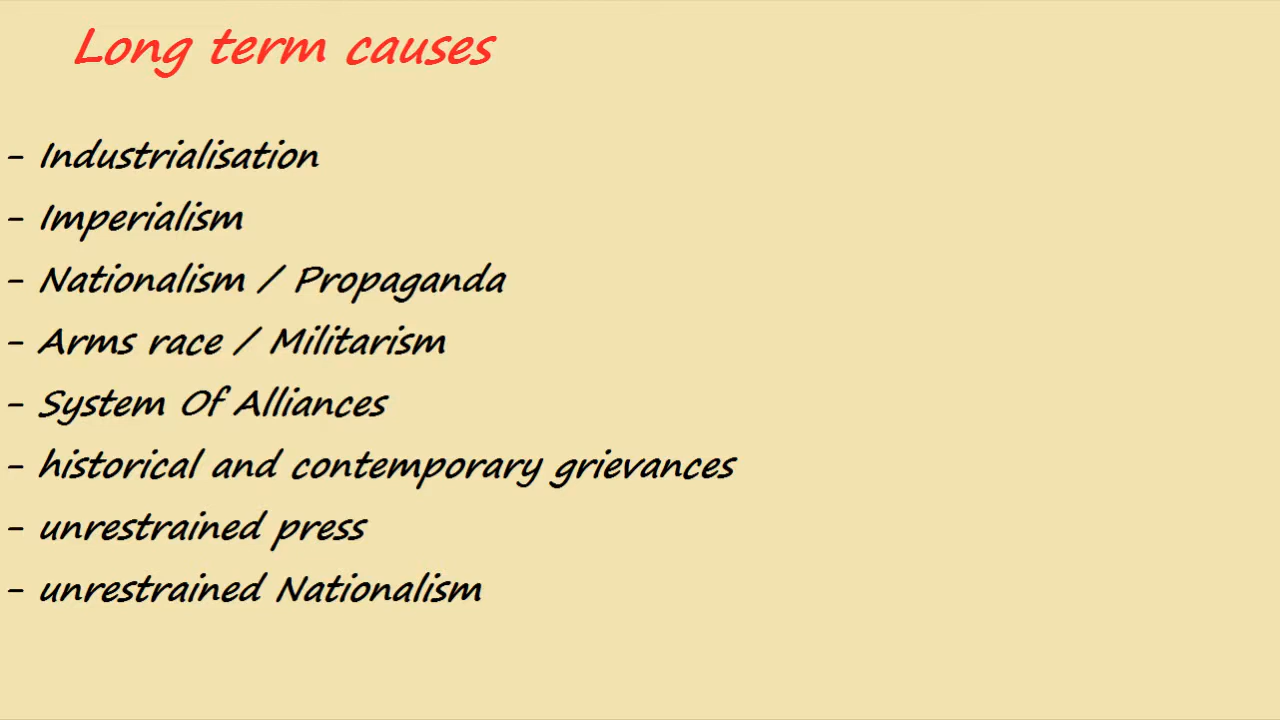 Long term causes
- Industrialisation
- Imperialism
- Nationalism / Propaganda
- Arms race / Militarism
- System Of Alliances
- historical and contemporary grievances
- unrestrained press
- unrestrained Nationalism